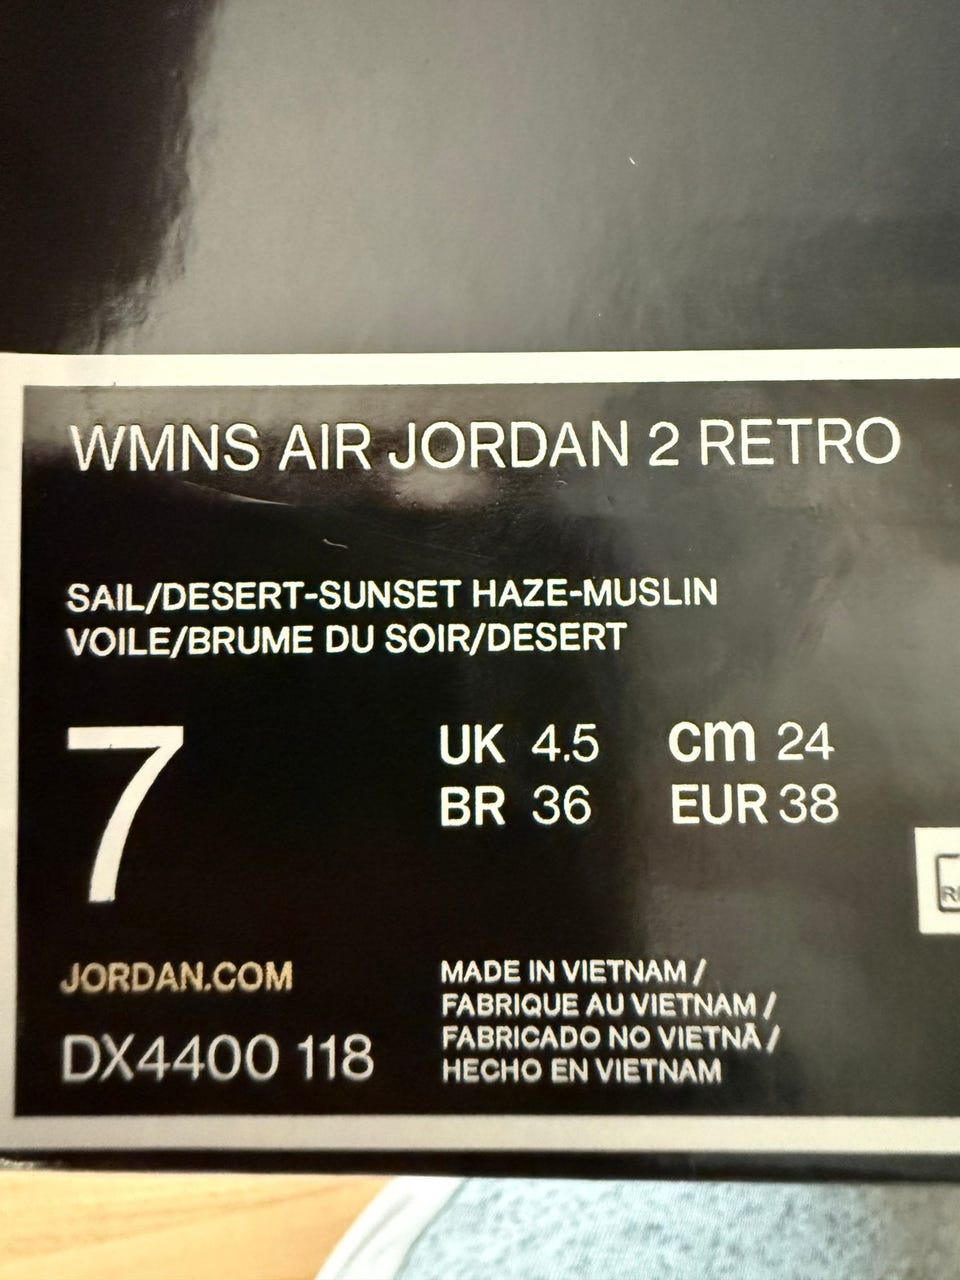 WMNS AIR JORDAN 2 RETRO
SAIL/DESERT-SUNSET HAZE-MUSLIN
VOILE/BRUME DU SOIR/DESERT
7
UK 4.5 cm 24
BR 36 EUR 38
JORDAN.COM
DX4400 118
MADE IN VIETNAM /
FABRIQUE AU VIETNAM /
FABRICADO NO VIETNÃ /
HECHO EN VIETNAM